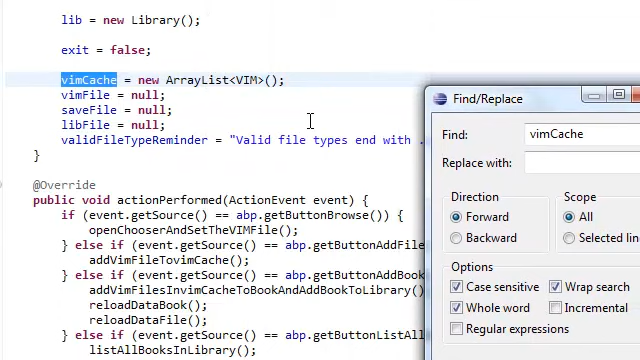 lib = new Library();
exit = false;
vimCache = new ArrayList<VIM>();
vimFile = null;
saveFile = null;
libFile = null;
validFileTypeReminder = "Valid file types end with .
}
@Override
public void actionPerformed(ActionEvent event) {
if (event.getSource() == abp.getButtonBrowse()) {
openChooserAndSetTheVIMFile();
} else if (event.getSource() == abp.getButtonAddFile
addVimFileTovimCache();
} else if (event.getSource() == abp.getButtonAddBook
addVimFilesInvimCacheToBookAndAddBookToLibrary()
reloadDataBook();
reloadDataFile();
} else if (event.getSource() == abp.getButtonListAll
listAllBooksInLibrary();
Find/Replace
Find: vimCache
Replace with:
Direction
Scope
Forward
All
Backward
Selected line
Options
Case sensitive
Wrap search
Whole word
Incremental
Regular expressions